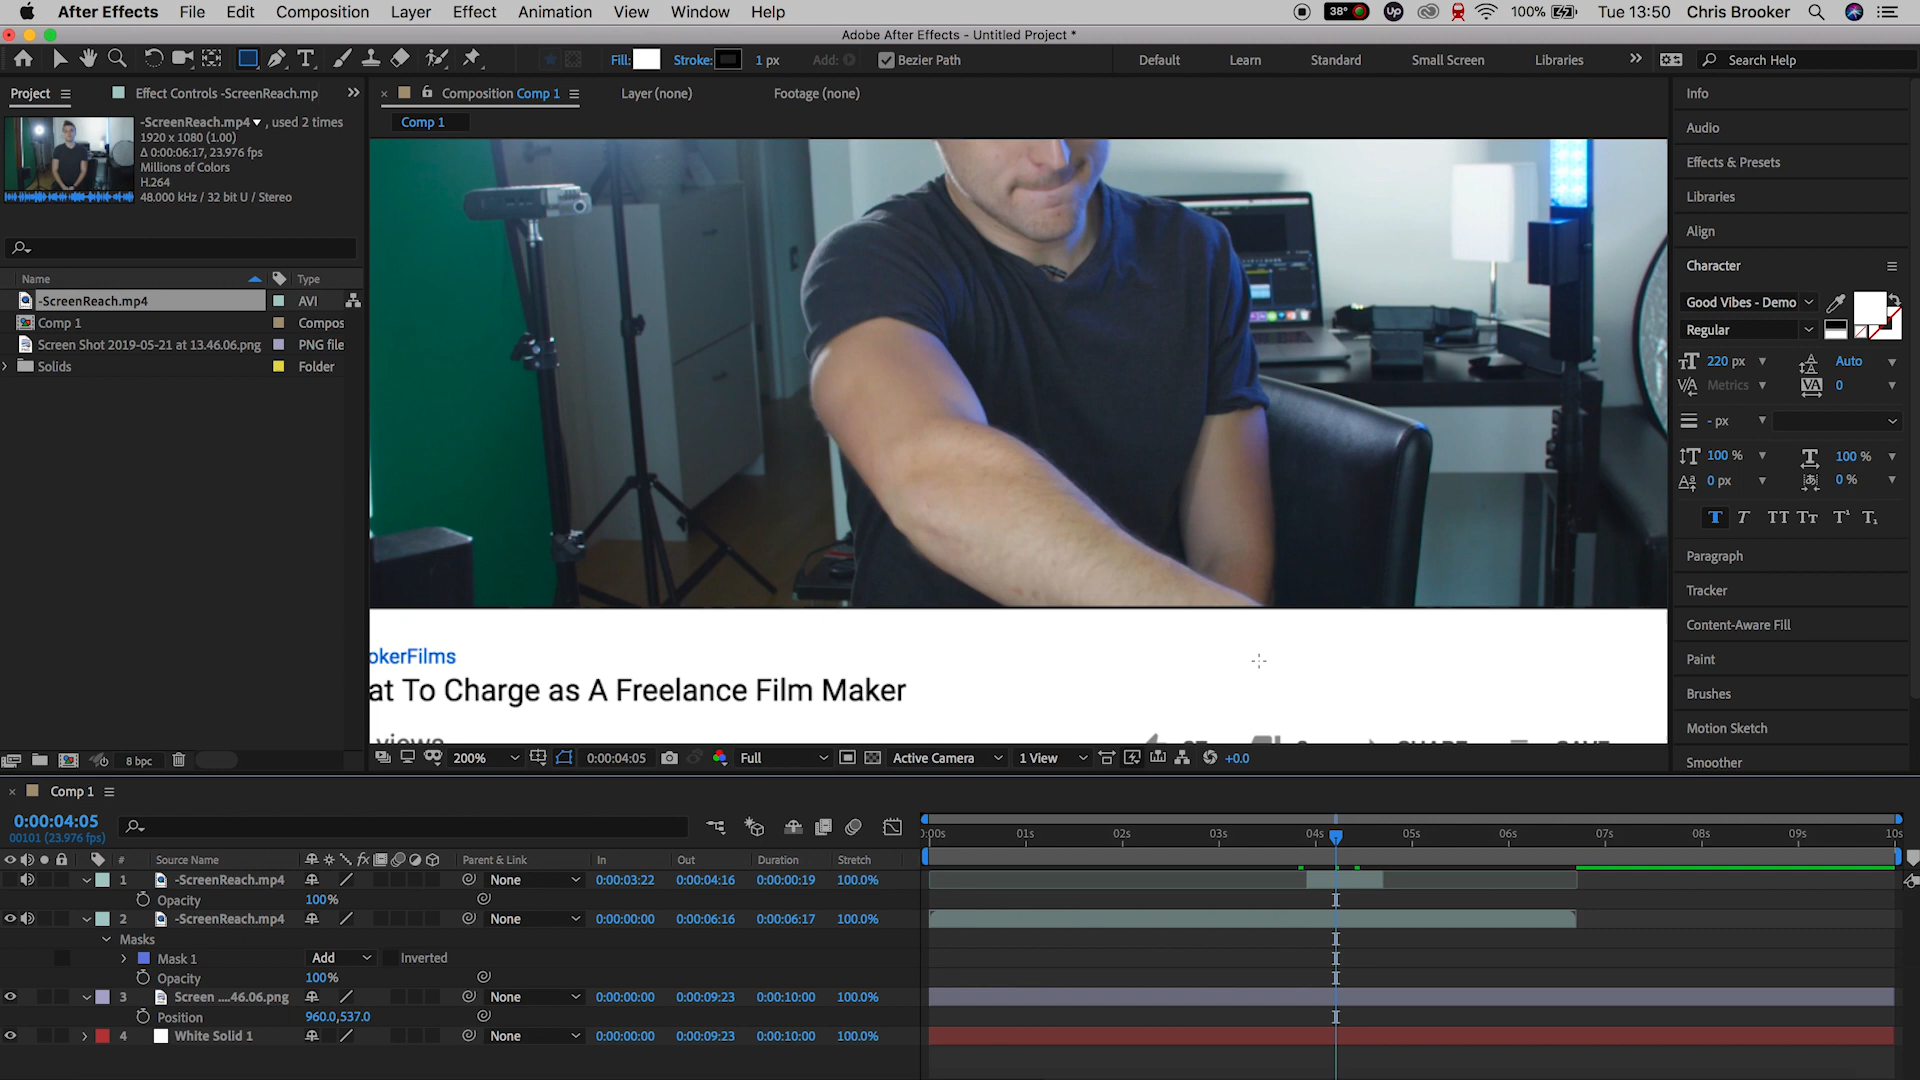 After Effects File Edit Composition Layer Effect Animation View Window Help 38° Up 100% Tue 13:50 Chris Brooker
Adobe After Effects - Untitled Project *
Fill: Stroke: 1 px Add: Bezier Path Default Learn Standard Small Screen Libraries Search Help
Project Effect Controls -ScreenReach.mp Composition Comp 1 Layer (none) Footage (none) Info
-ScreenReach.mp4 , used 2 times
1920 x 1080 (1.00)
Δ 0:00:06:17, 23.976 fps
Millions of Colors
H.264
48.000 kHz / 32 bit U / Stereo
Comp 1
Name Type
-ScreenReach.mp4 AVI
Comp 1 Compos
Screen Shot 2019-05-21 at 13.46.06.png PNG file
Solids Folder
8 bpc
okerFilms
at To Charge as A Freelance Film Maker
views SHARE SAVE
200% 0:00:04:05 Full Active Camera 1 View +0.0
Audio
Effects & Presets
Libraries
Align
Character
Good Vibes - Demo
Regular
220 px Auto
Metrics 0
- px
100 % 100 %
0 px 0 %
T T TT Tт T¹ T₁
Paragraph
Tracker
Content-Aware Fill
Paint
Brushes
Motion Sketch
Smoother
Comp 1
0:00:04:05
00101 (23.976 fps)
:00s 01s 02s 03s 04s 05s 06s 07s 08s 09s 10s
# Source Name Parent & Link In Out Duration Stretch
1 -ScreenReach.mp4 None 0:00:03:22 0:00:04:16 0:00:00:19 100.0%
Opacity 100%
2 -ScreenReach.mp4 None 0:00:00:00 0:00:06:16 0:00:06:17 100.0%
Masks
Mask 1 Add Inverted
Opacity 100%
3 Screen ....46.06.png None 0:00:00:00 0:00:09:23 0:00:10:00 100.0%
Position 960.0,537.0
4 White Solid 1 None 0:00:00:00 0:00:09:23 0:00:10:00 100.0%